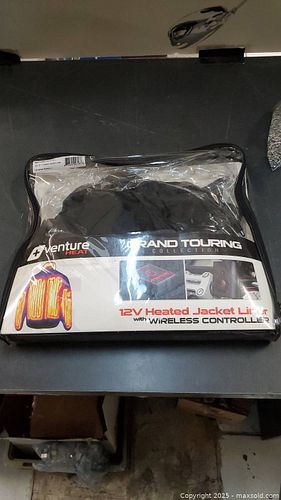 venture
HEAT
GRAND TOURING
COLLECTION
12V Heated Jacket Liner
with WiRELESS CONTROLLER
Copyright 2025 - maxsold.com